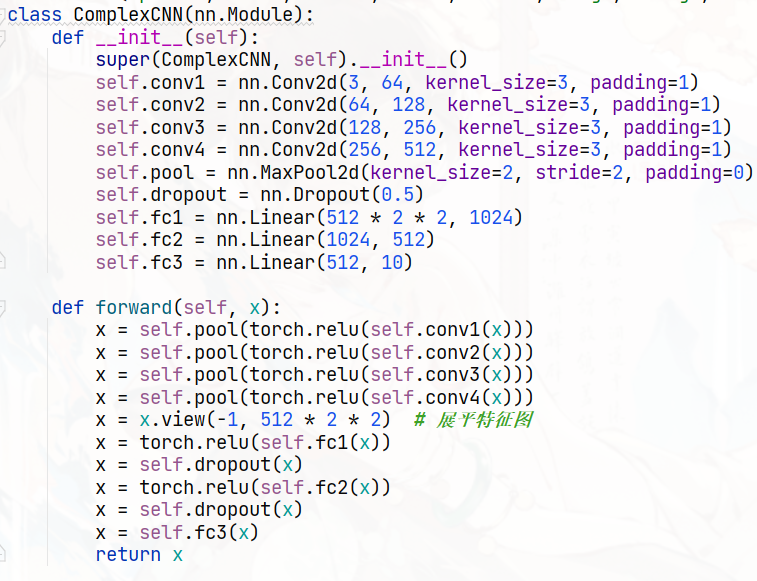 class ComplexCNN(nn.Module):
    def __init__(self):
        super(ComplexCNN, self).__init__()
        self.conv1 = nn.Conv2d(3, 64, kernel_size=3, padding=1)
        self.conv2 = nn.Conv2d(64, 128, kernel_size=3, padding=1)
        self.conv3 = nn.Conv2d(128, 256, kernel_size=3, padding=1)
        self.conv4 = nn.Conv2d(256, 512, kernel_size=3, padding=1)
        self.pool = nn.MaxPool2d(kernel_size=2, stride=2, padding=0)
        self.dropout = nn.Dropout(0.5)
        self.fc1 = nn.Linear(512 * 2 * 2, 1024)
        self.fc2 = nn.Linear(1024, 512)
        self.fc3 = nn.Linear(512, 10)

    def forward(self, x):
        x = self.pool(torch.relu(self.conv1(x)))
        x = self.pool(torch.relu(self.conv2(x)))
        x = self.pool(torch.relu(self.conv3(x)))
        x = self.pool(torch.relu(self.conv4(x)))
        x = x.view(-1, 512 * 2 * 2)  # 展平特征图
        x = torch.relu(self.fc1(x))
        x = self.dropout(x)
        x = torch.relu(self.fc2(x))
        x = self.dropout(x)
        x = self.fc3(x)
        return x